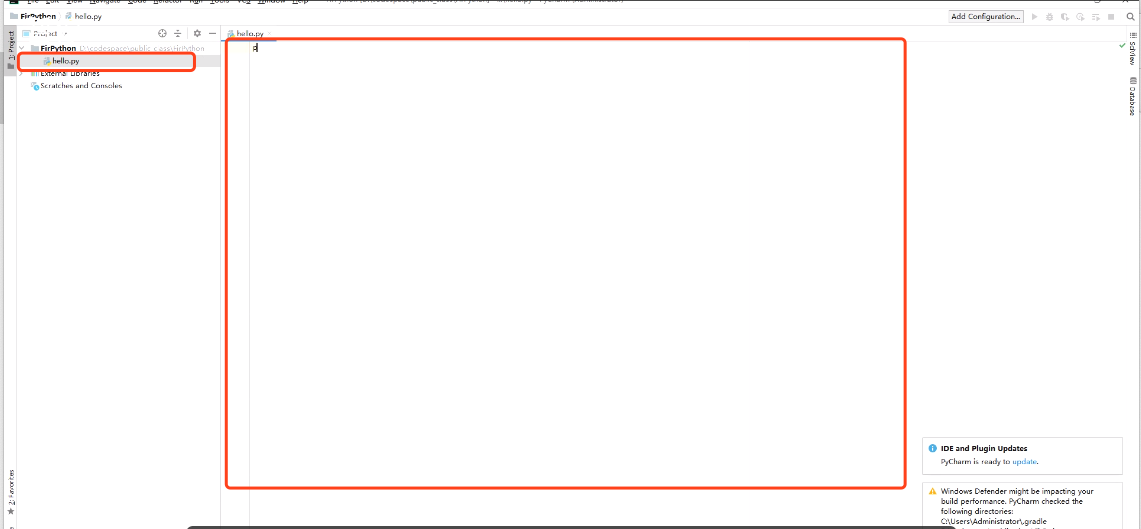 FirPython
hello.py
Add Configuration...
1: Project
Project
hello.py
FirPython D:\codespace\public_class\FirPython
hello.py
External Libraries
Scratches and Consoles
p
SciView
Database
2: Favorites
IDE and Plugin Updates
PyCharm is ready to update.
Windows Defender might be impacting your
build performance. PyCharm checked the
following directories:
C:\Users\Administrator\.gradle